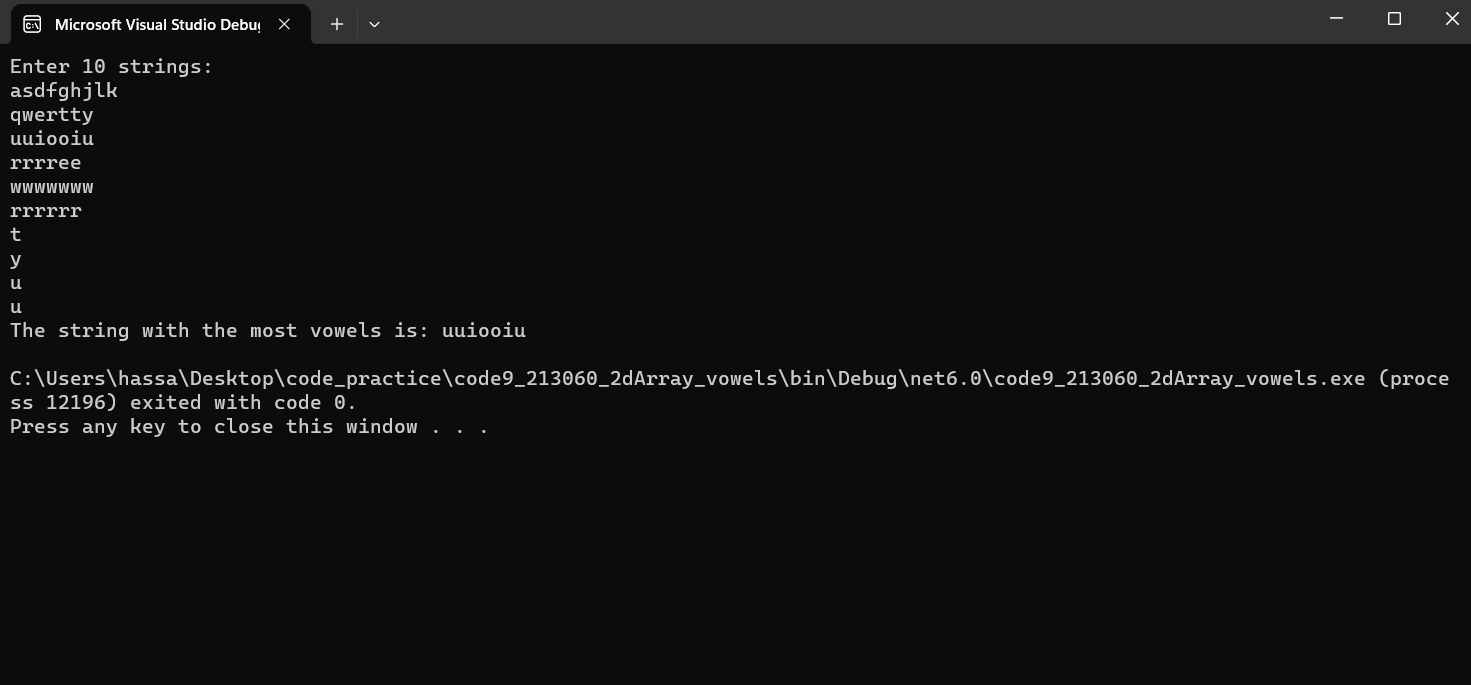 Microsoft Visual Studio Debug
Enter 10 strings:
asdfghjlk
qwertty
uuiooiu
rrrree
wwwwwww
rrrrrr
t
y
u
u
The string with the most vowels is: uuiooiu
C:\Users\hassa\Desktop\code_practice\code9_213060_2dArray_vowels\bin\Debug\net6.0\code9_213060_2dArray_vowels.exe (proce
ss 12196) exited with code 0.
Press any key to close this window . . .